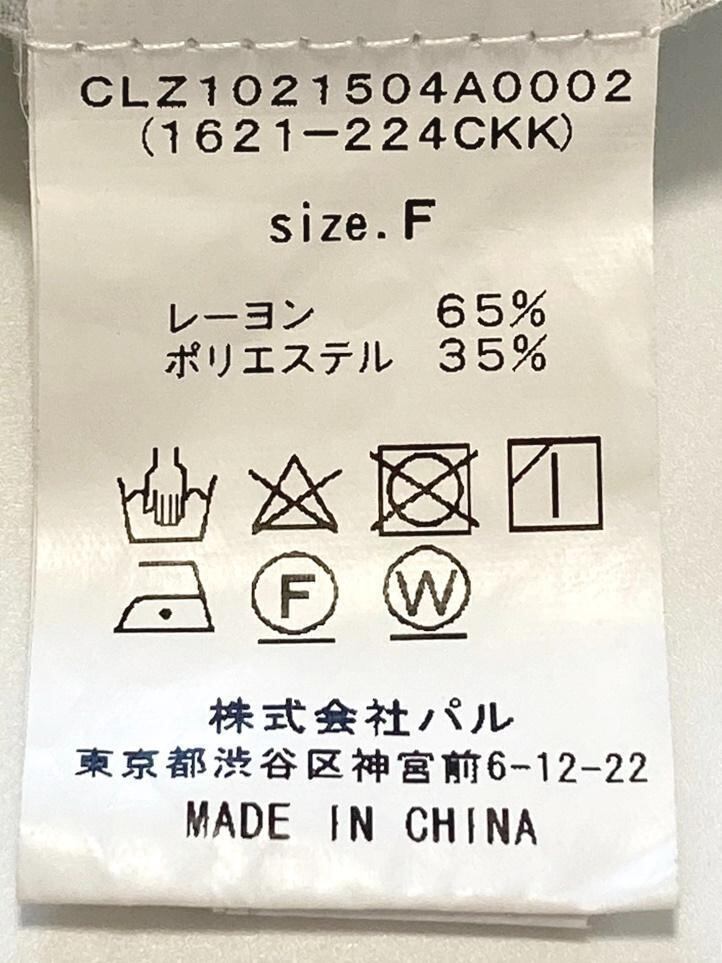 CLZ1021504A0002
(1621-224CKK)
size.F
レーヨン 65%
ポリエステル 35%
F W
株式会社パル
東京都渋谷区神宮前6-12-22
MADE IN CHINA